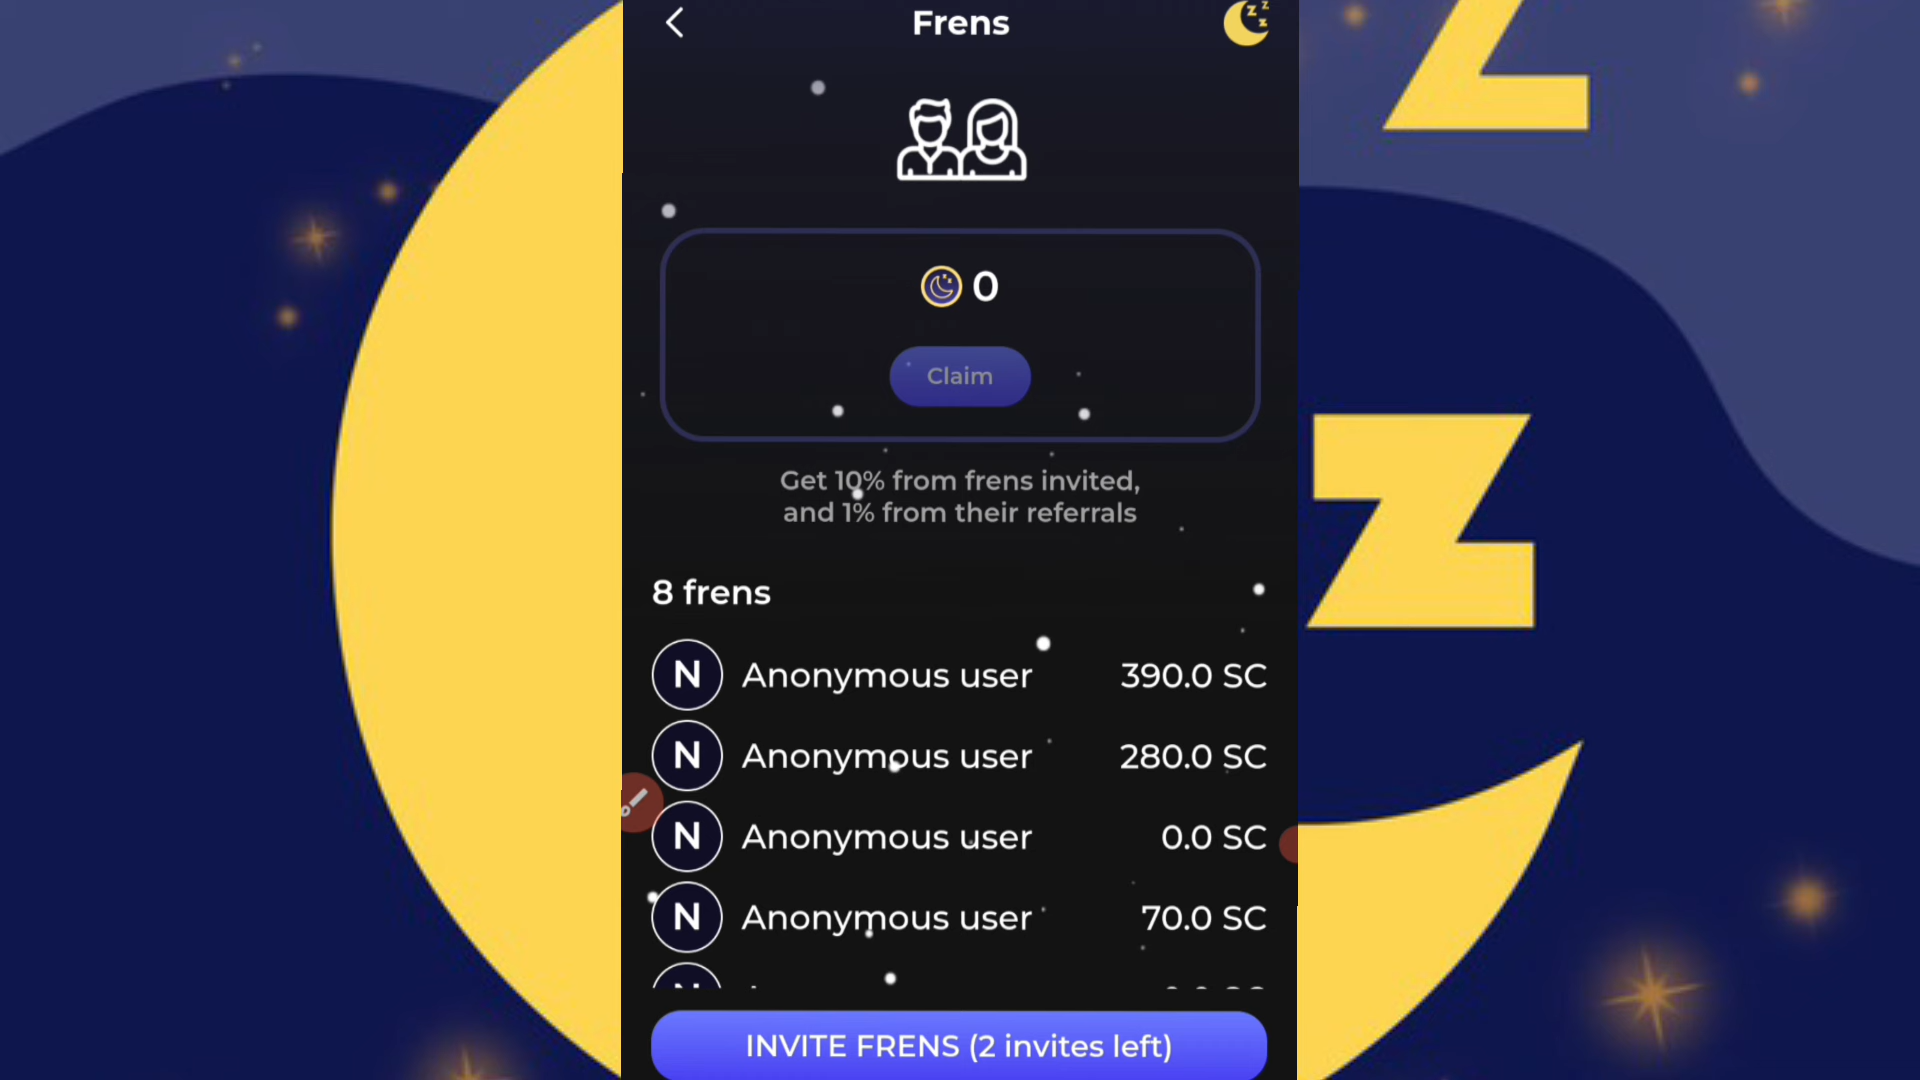 Frens
z z
z
0
Claim
Get 10% from frens invited,
and 1% from their referrals
8 frens
N Anonymous user 390.0 SC
N Anonymous user 280.0 SC
N Anonymous user 0.0 SC
N Anonymous user 70.0 SC
INVITE FRENS (2 invites left)
Z
Z